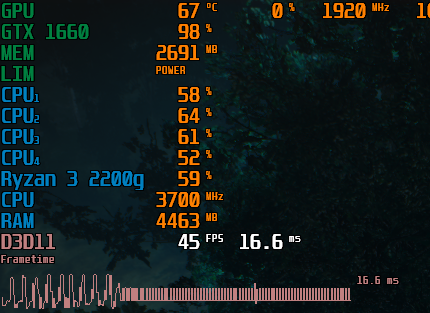 GPU 67 °C 0 % 1920 MHz
GTX 1660 98 %
MEM 2691 MB
LIM POWER
CPU1 58 %
CPU2 64 %
CPU3 61 %
CPU4 52 %
Ryzan 3 2200g 59 %
CPU 3700 MHz
RAM 4463 MB
D3D11 45 FPS 16.6 ms
Frametime
16.6 ms